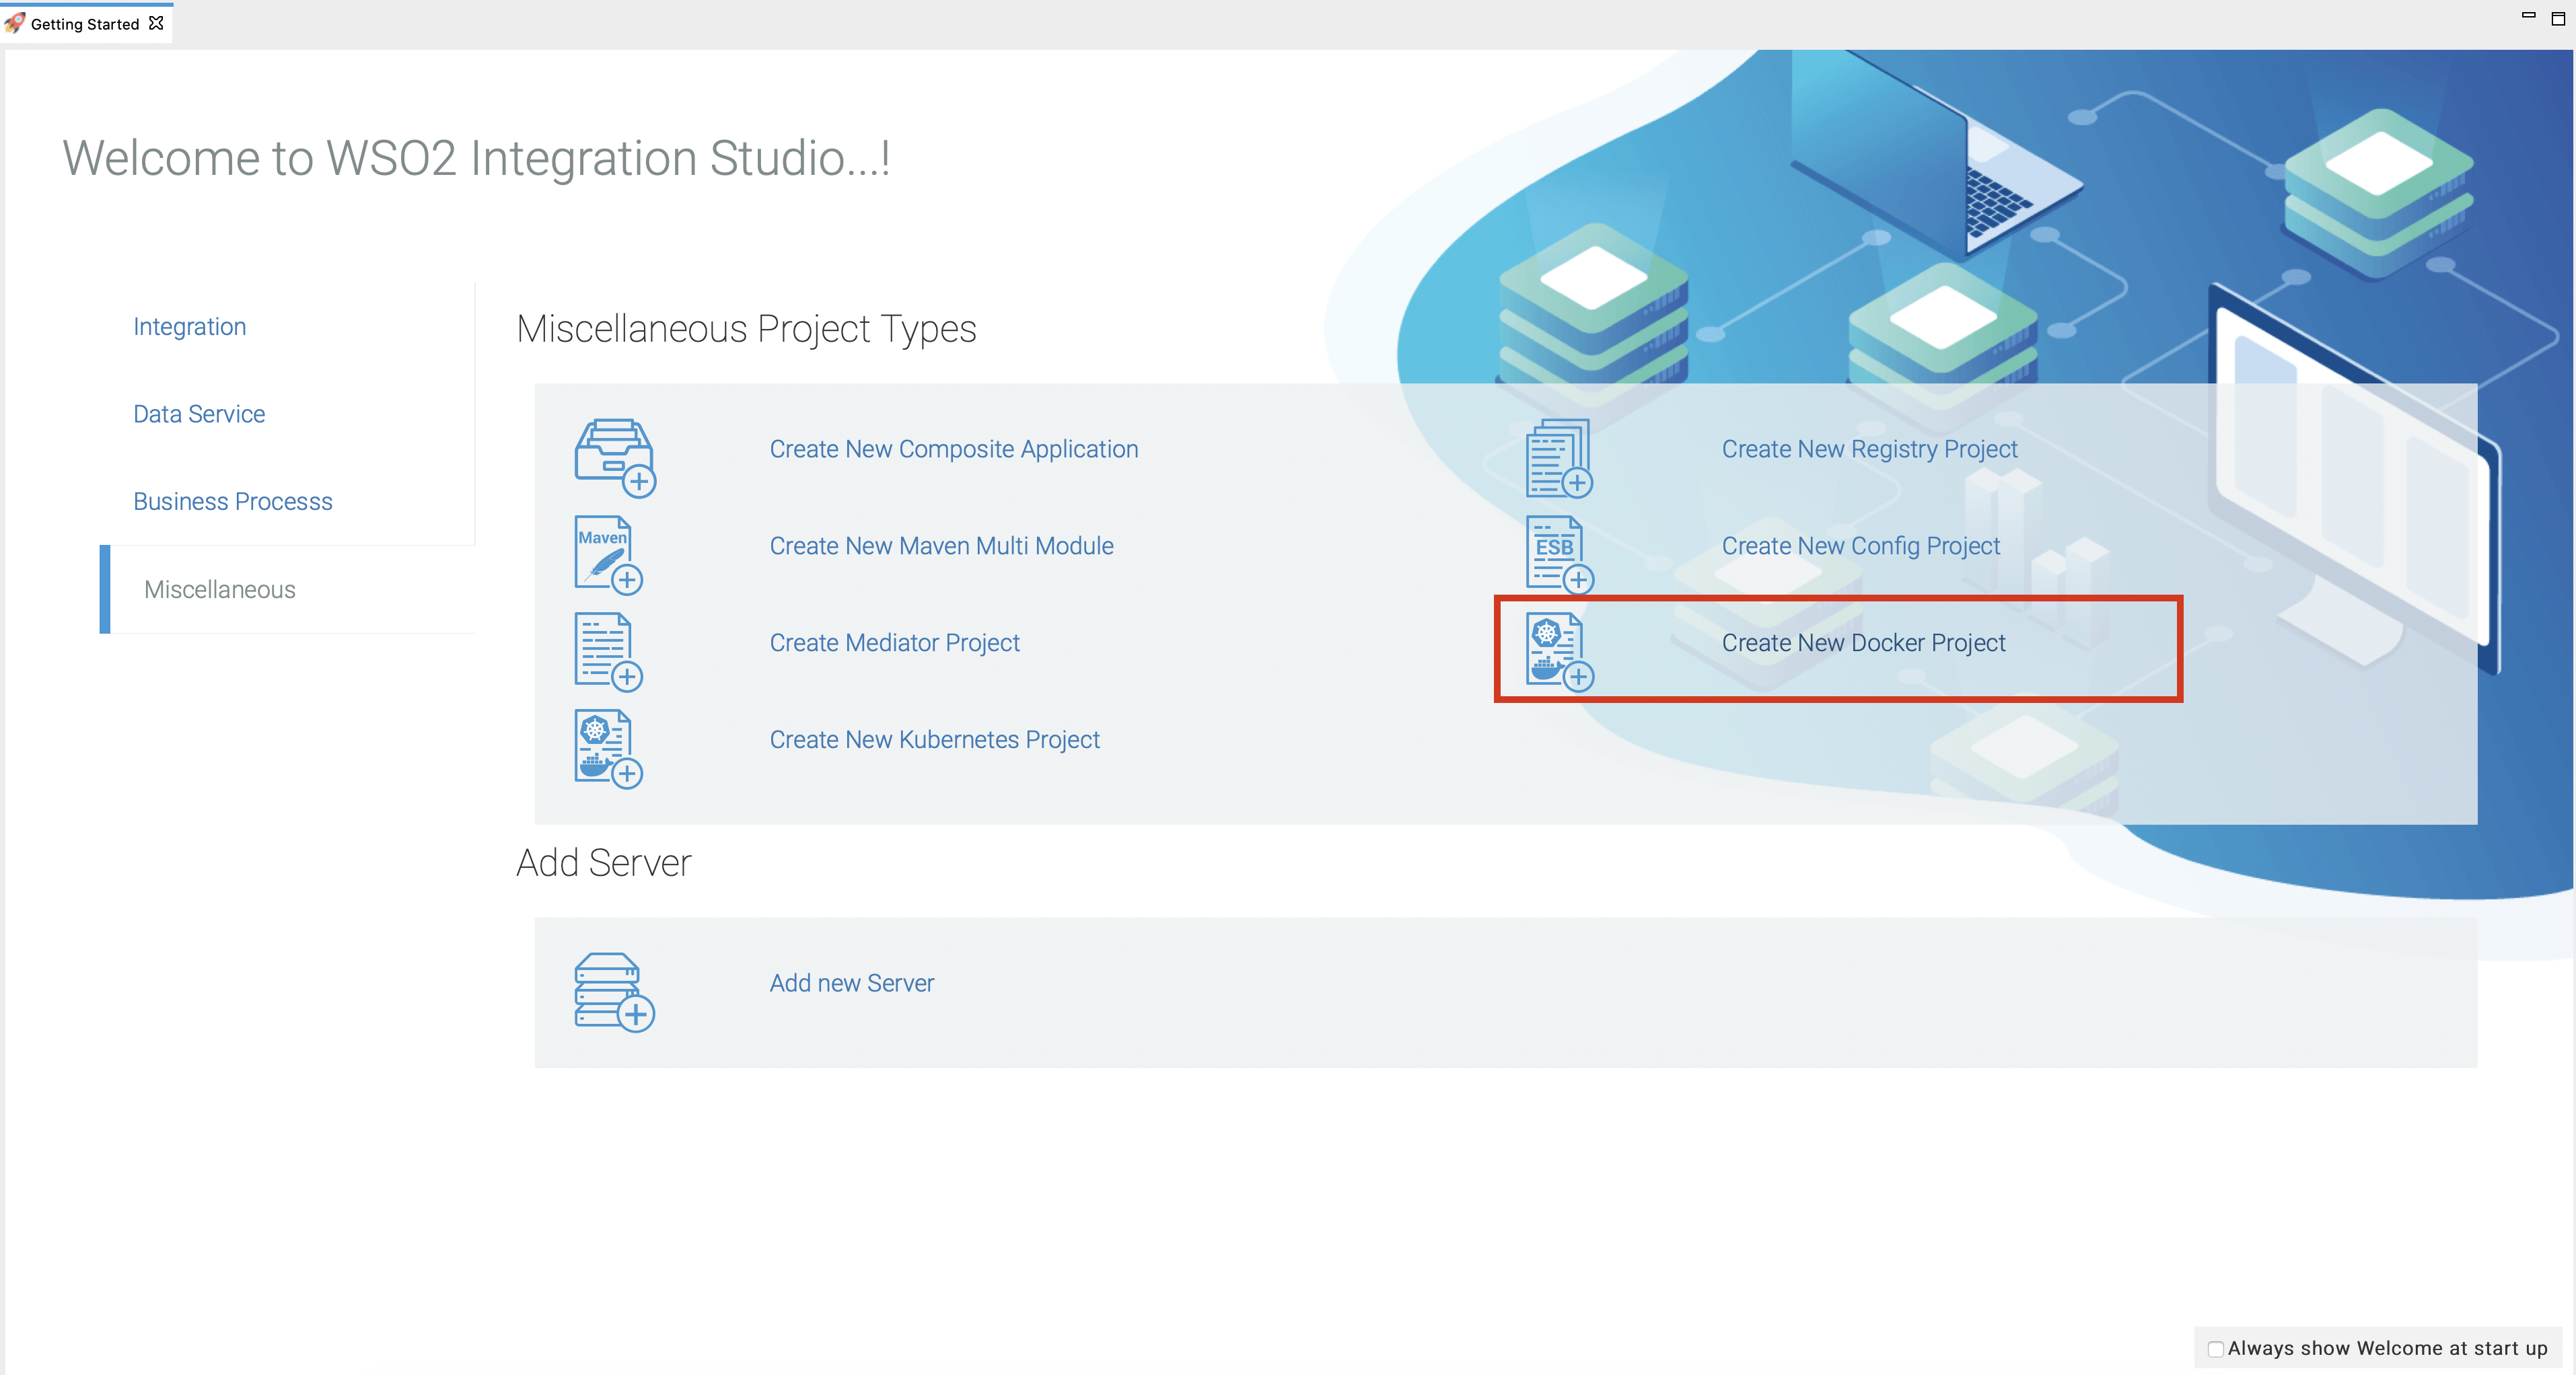 Getting Started
Welcome to WSO2 Integration Studio...!
Integration
Data Service
Business Processs
Miscellaneous
Miscellaneous Project Types
Create New Composite Application
Create New Registry Project
Maven
Create New Maven Multi Module
ESB
Create New Config Project
Create Mediator Project
Create New Docker Project
Create New Kubernetes Project
Add Server
Add new Server
Always show Welcome at start up